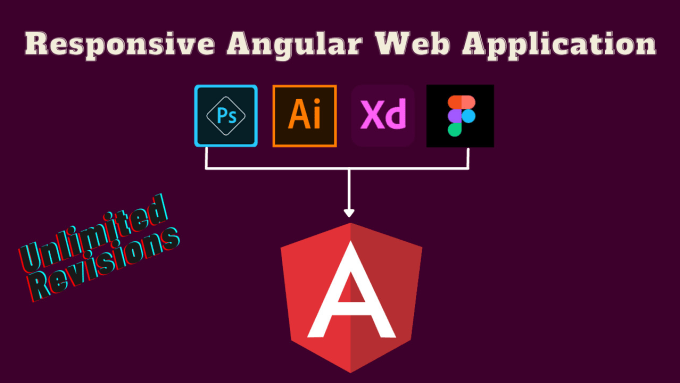 Responsive Angular Web Application
Ps
Ai
Xd
Unlimited
Revisions
A